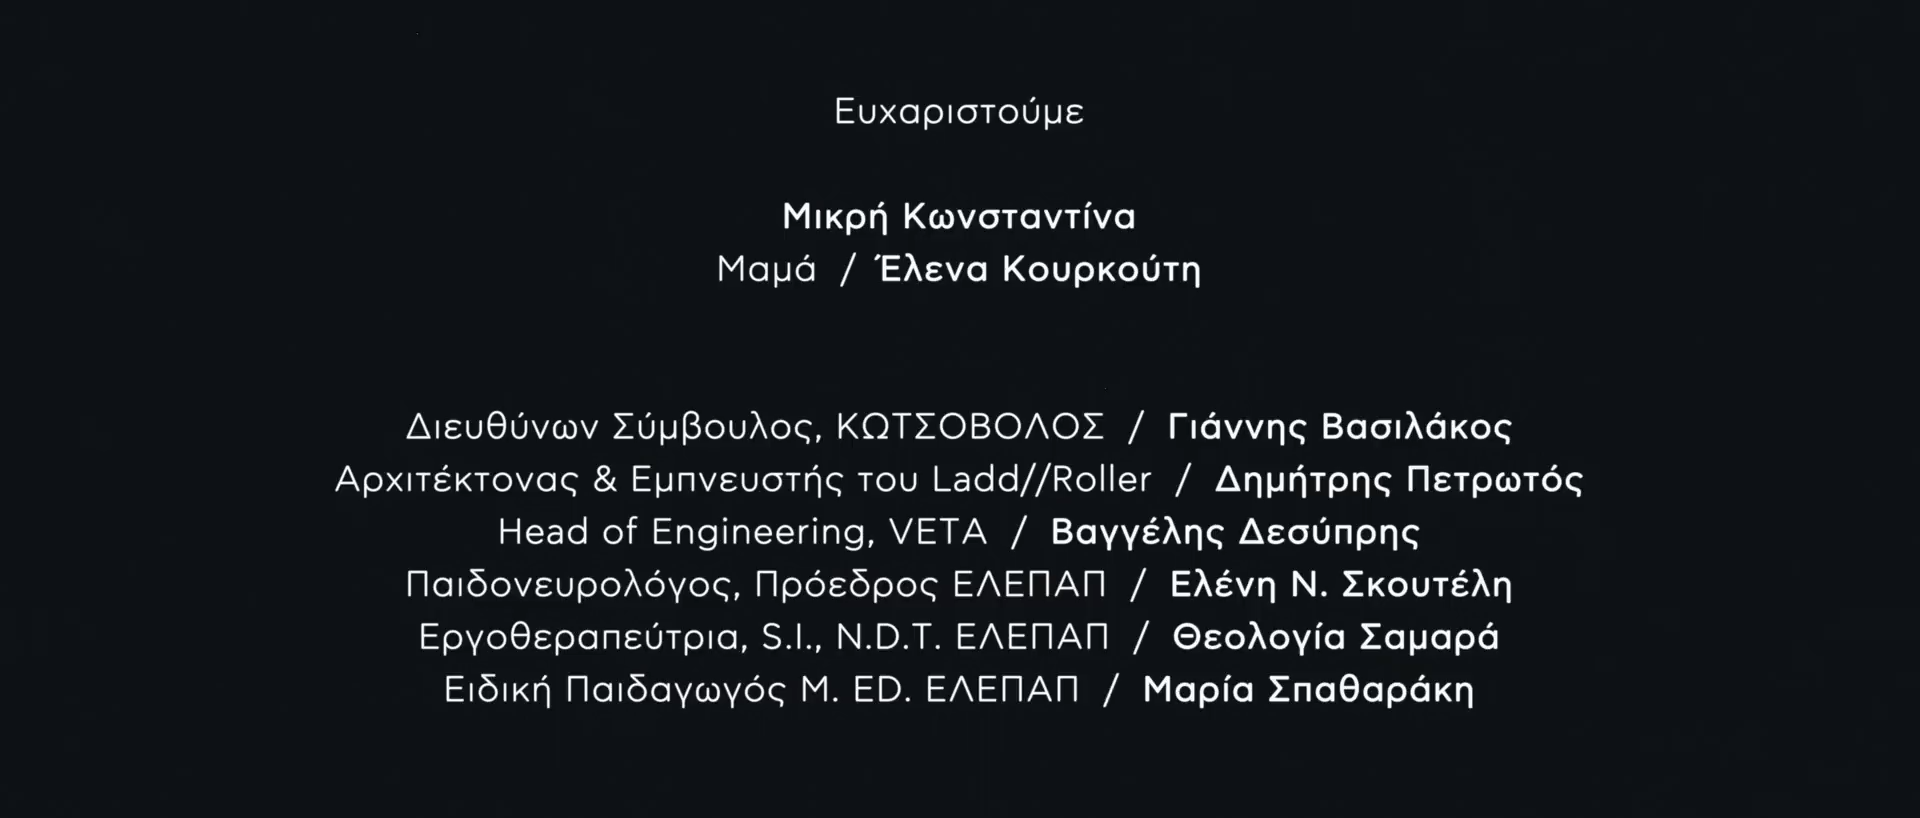 Ευχαριστούμε
Μικρή Κωνσταντίνα
Μαμά / Έλενα Κουρκούτη
Διευθύνων Σύμβουλος, ΚΩΤΣΟΒΟΛΟΣ / Γιάννης Βασιλάκος
Αρχιτέκτονας & Εμπνευστής του Ladd//Roller / Δημήτρης Πετρωτός
Head of Engineering, VETA / Βαγγέλης Δεσύπρης
Παιδονευρολόγος, Πρόεδρος ΕΛΕΠΑΠ / Ελένη Ν. Σκουτέλη
Εργοθεραπεύτρια, S.I., N.D.T. ΕΛΕΠΑΠ / Θεολογία Σαμαρά
Ειδική Παιδαγωγός M. ED. ΕΛΕΠΑΠ / Μαρία Σπαθαράκη